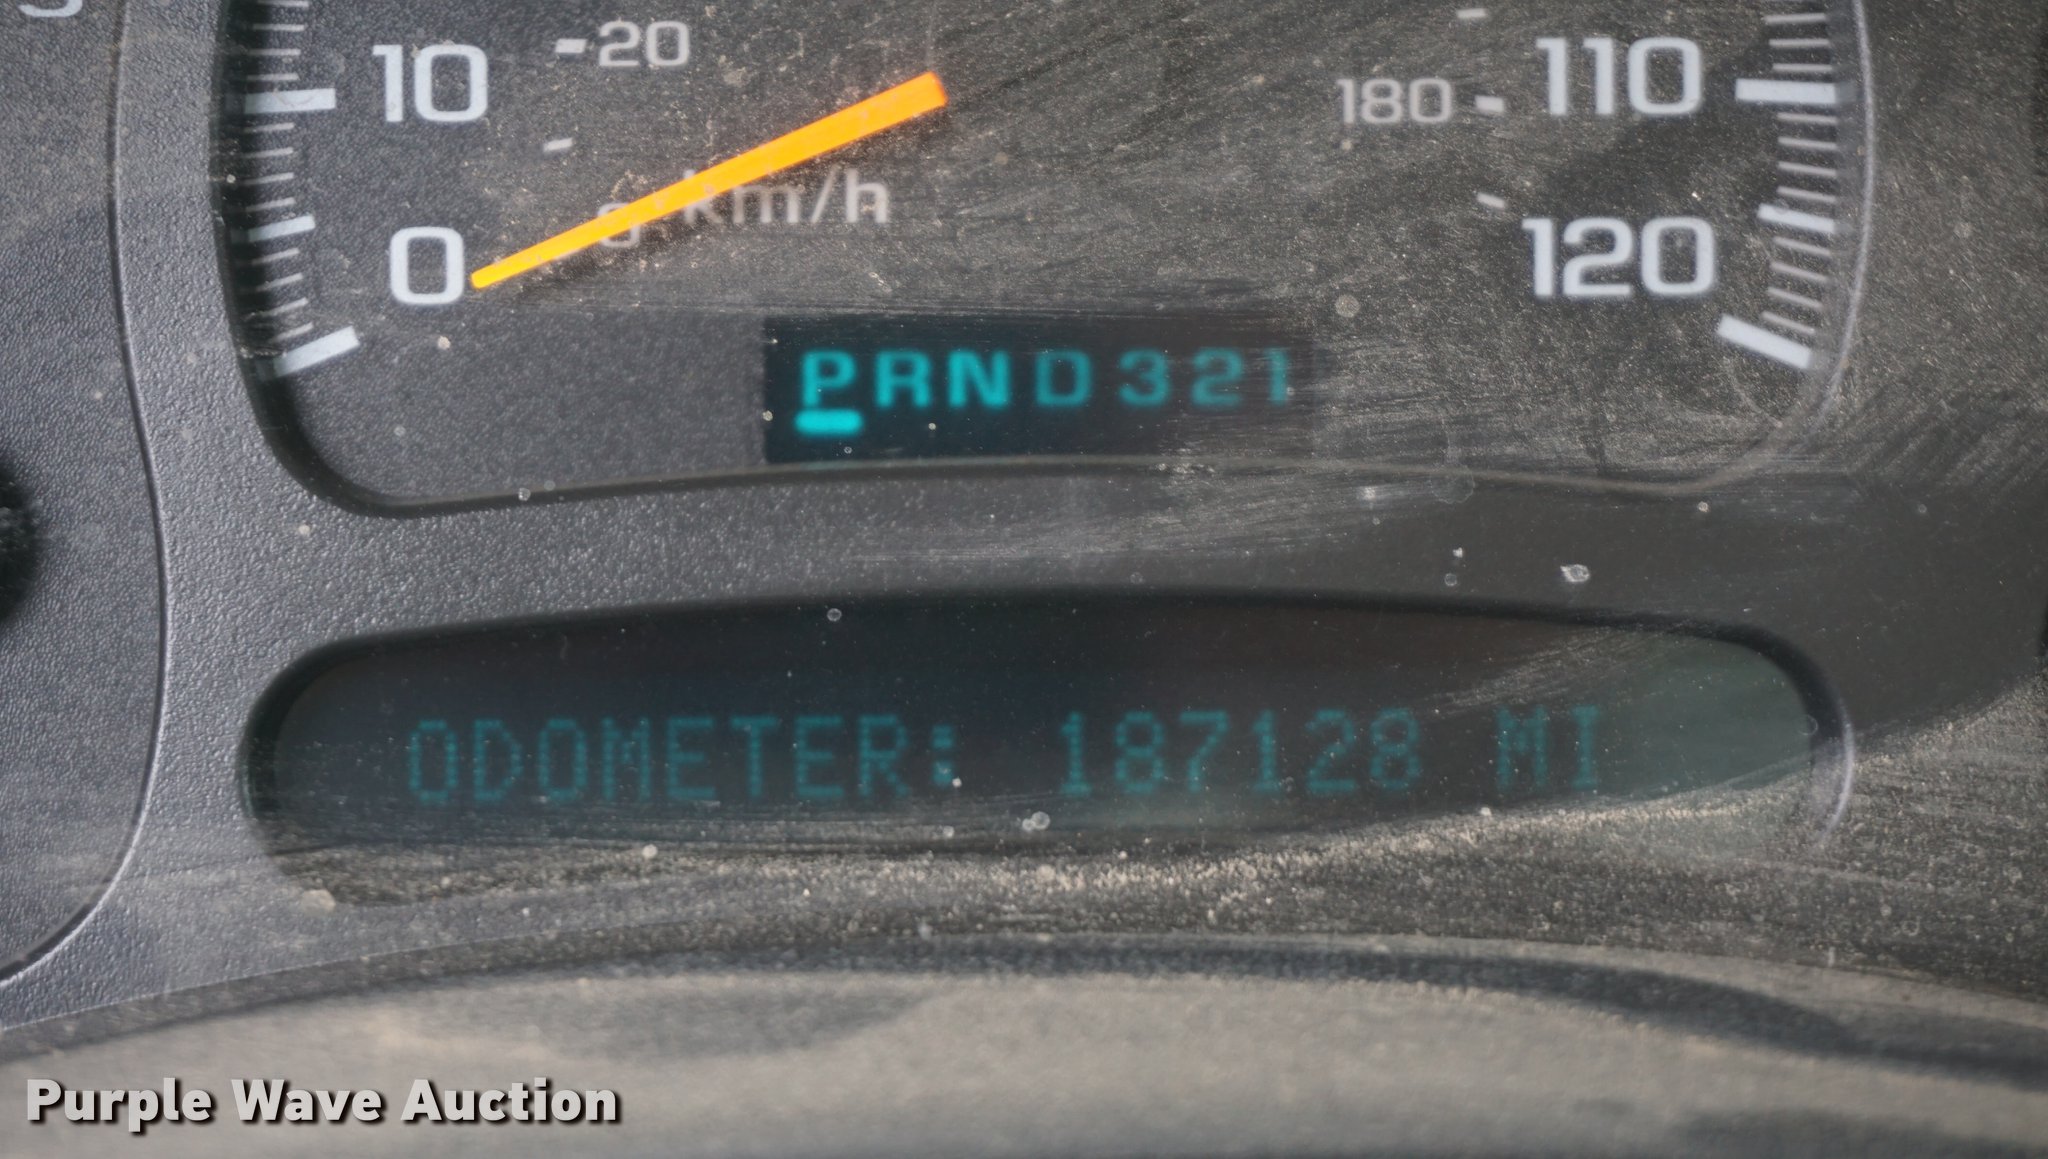 10 20 180 110
km/h
0 120
PRND321
ODOMETER: 187128 MI
Purple Wave Auction